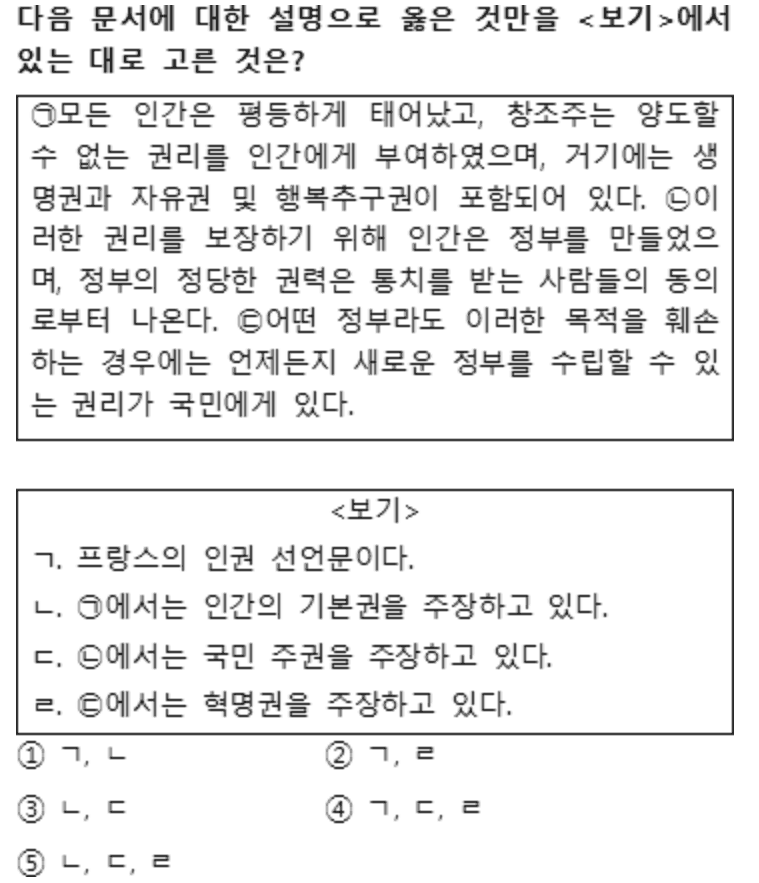 다음 문서에 대한 설명으로 옳은 것만을 <보기>에서
있는 대로 고른 것은?
㉠모든 인간은 평등하게 태어났고, 창조주는 양도할
수 없는 권리를 인간에게 부여하였으며, 거기에는 생
명권과 자유권 및 행복추구권이 포함되어 있다. ㉡이
러한 권리를 보장하기 위해 인간은 정부를 만들었으
며, 정부의 정당한 권력은 통치를 받는 사람들의 동의
로부터 나온다. ㉢어떤 정부라도 이러한 목적을 훼손
하는 경우에는 언제든지 새로운 정부를 수립할 수 있
는 권리가 국민에게 있다.
<보기>
ㄱ. 프랑스의 인권 선언문이다.
ㄴ. ㉠에서는 인간의 기본권을 주장하고 있다.
ㄷ. ㉡에서는 국민 주권을 주장하고 있다.
ㄹ. ㉢에서는 혁명권을 주장하고 있다.
① ㄱ, ㄴ ② ㄱ, ㄹ
③ ㄴ, ㄷ ④ ㄱ, ㄷ, ㄹ
⑤ ㄴ, ㄷ, ㄹ